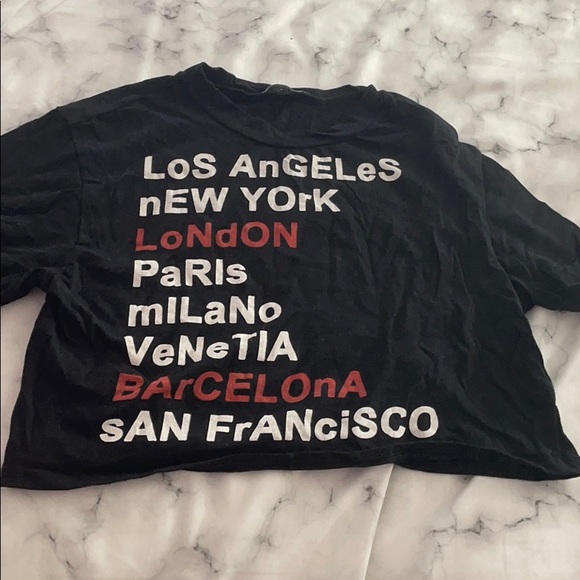 LoS AnGELeS
nEW YOrK
LoNdON
PaRIs
mILaNo
VeNeTIA
BArCELOnA
sAN FrANciSCO